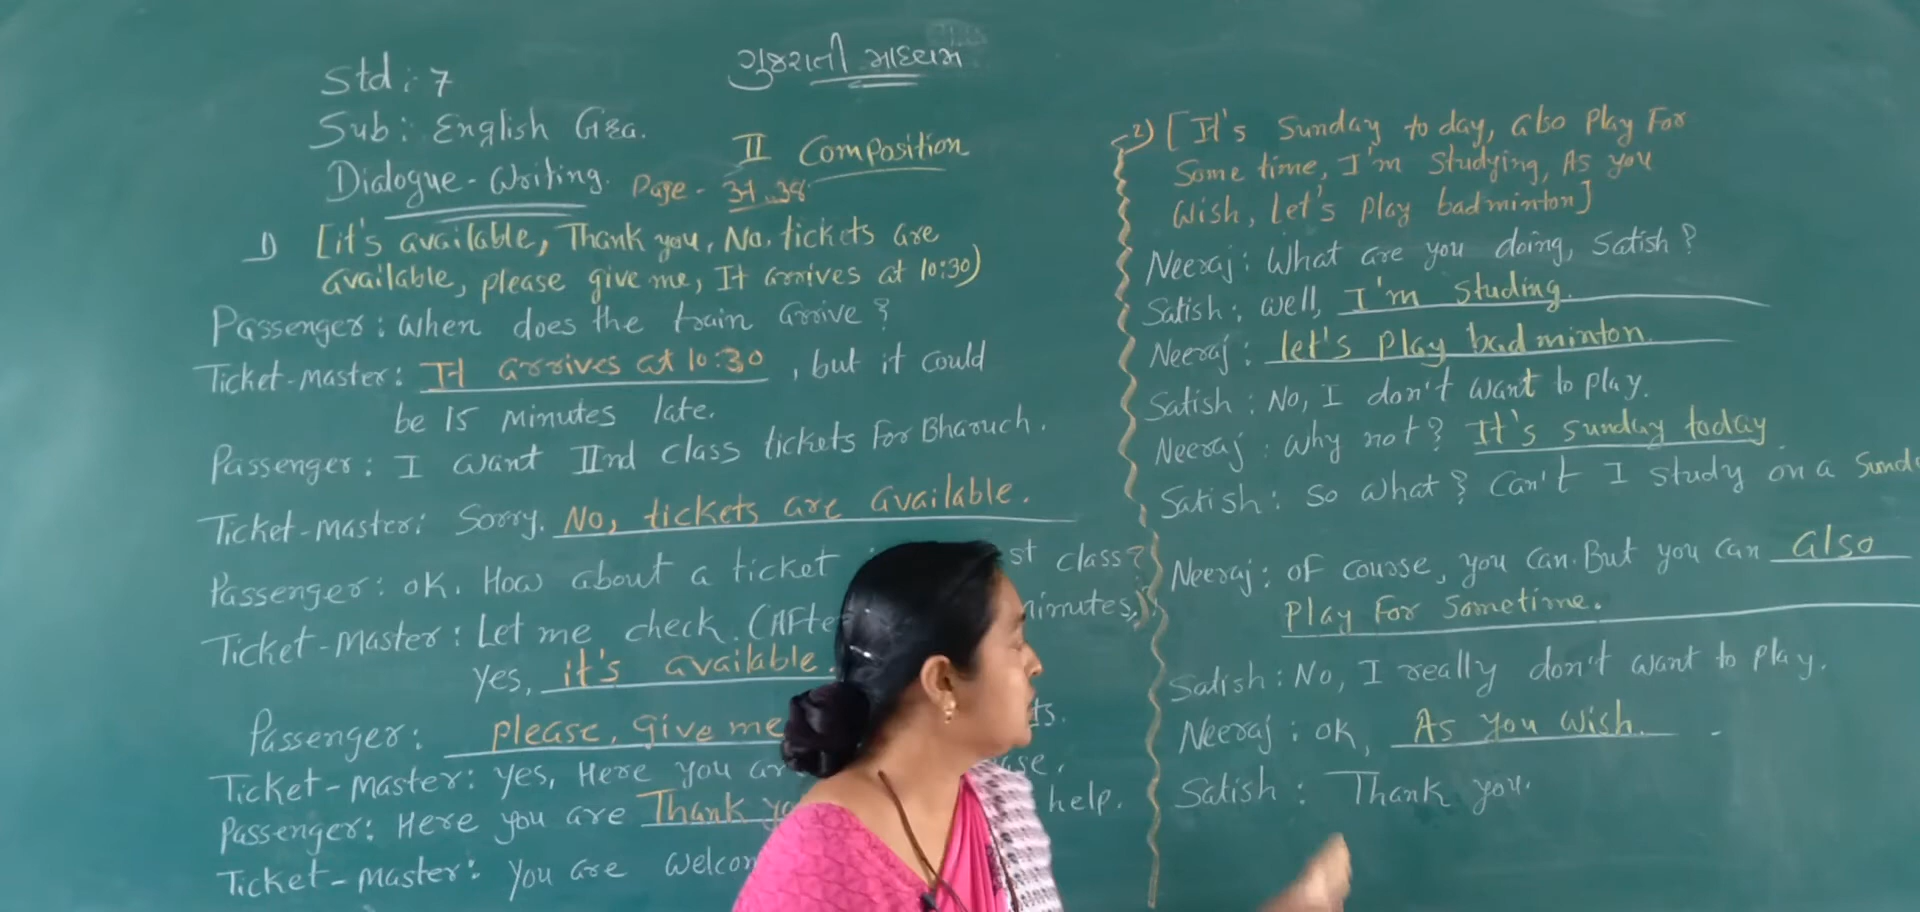 Std : 7
ગુજરાતી માધ્યમ
Sub : English Gra.
II Composition
Dialogue - Writing. Page - 37, 38
1) [it's available, Thank you, No, tickets are
available, please give me, It arrives at 10:30)
Passenger : When does the train arrive ?
Ticket-Master : It arrives at 10:30 , but it could
be 15 Minutes late.
Passenger : I want IInd class tickets For Bharuch.
Ticket-Master : Sorry. No, tickets are available.
Passenger : ok. How about a ticket st class?
Ticket-Master : Let me check. (After minutes,)
Yes, it's available.
Passenger : please, give me ts.
Ticket-Master : yes, Here you
Passenger : Here you are Thank help.
Ticket-Master : You are
2) [It's Sunday to day, also Play For
Some time, I'm Studying, As you
Wish, Let's Play badminton]
Neeraj : What are you doing, Satish ?
Satish : well, I'm Studing.
Neeraj : let's Play badminton.
Satish : No, I don't want to play.
Neeraj : why not ? It's Sunday today
Satish : So what ? Can't I study on a
Neeraj : of course, you can. But you can also
Play For Sometime.
Satish : No, I really don't want to play.
Neeraj : ok, As you wish.
Satish : Thank you.